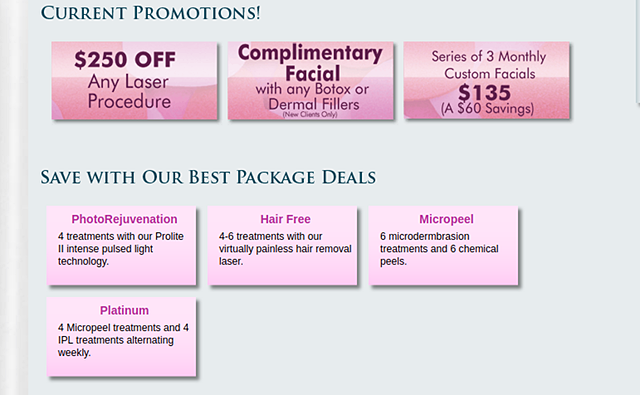 CURRENT PROMOTIONS!
$250 OFF
Any Laser
Procedure
Complimentary
Facial
with any Botox or
Dermal Fillers
(New Clients Only)
Series of 3 Monthly
Custom Facials
$135
(A $60 Savings)
SAVE WITH OUR BEST PACKAGE DEALS
PhotoRejuvenation
4 treatments with our Prolite
II intense pulsed light
technology.
Hair Free
4-6 treatments with our
virtually painless hair removal
laser.
Micropeel
6 microdermbrasion
treatments and 6 chemical
peels.
Platinum
4 Micropeel treatments and 4
IPL treatments alternating
weekly.